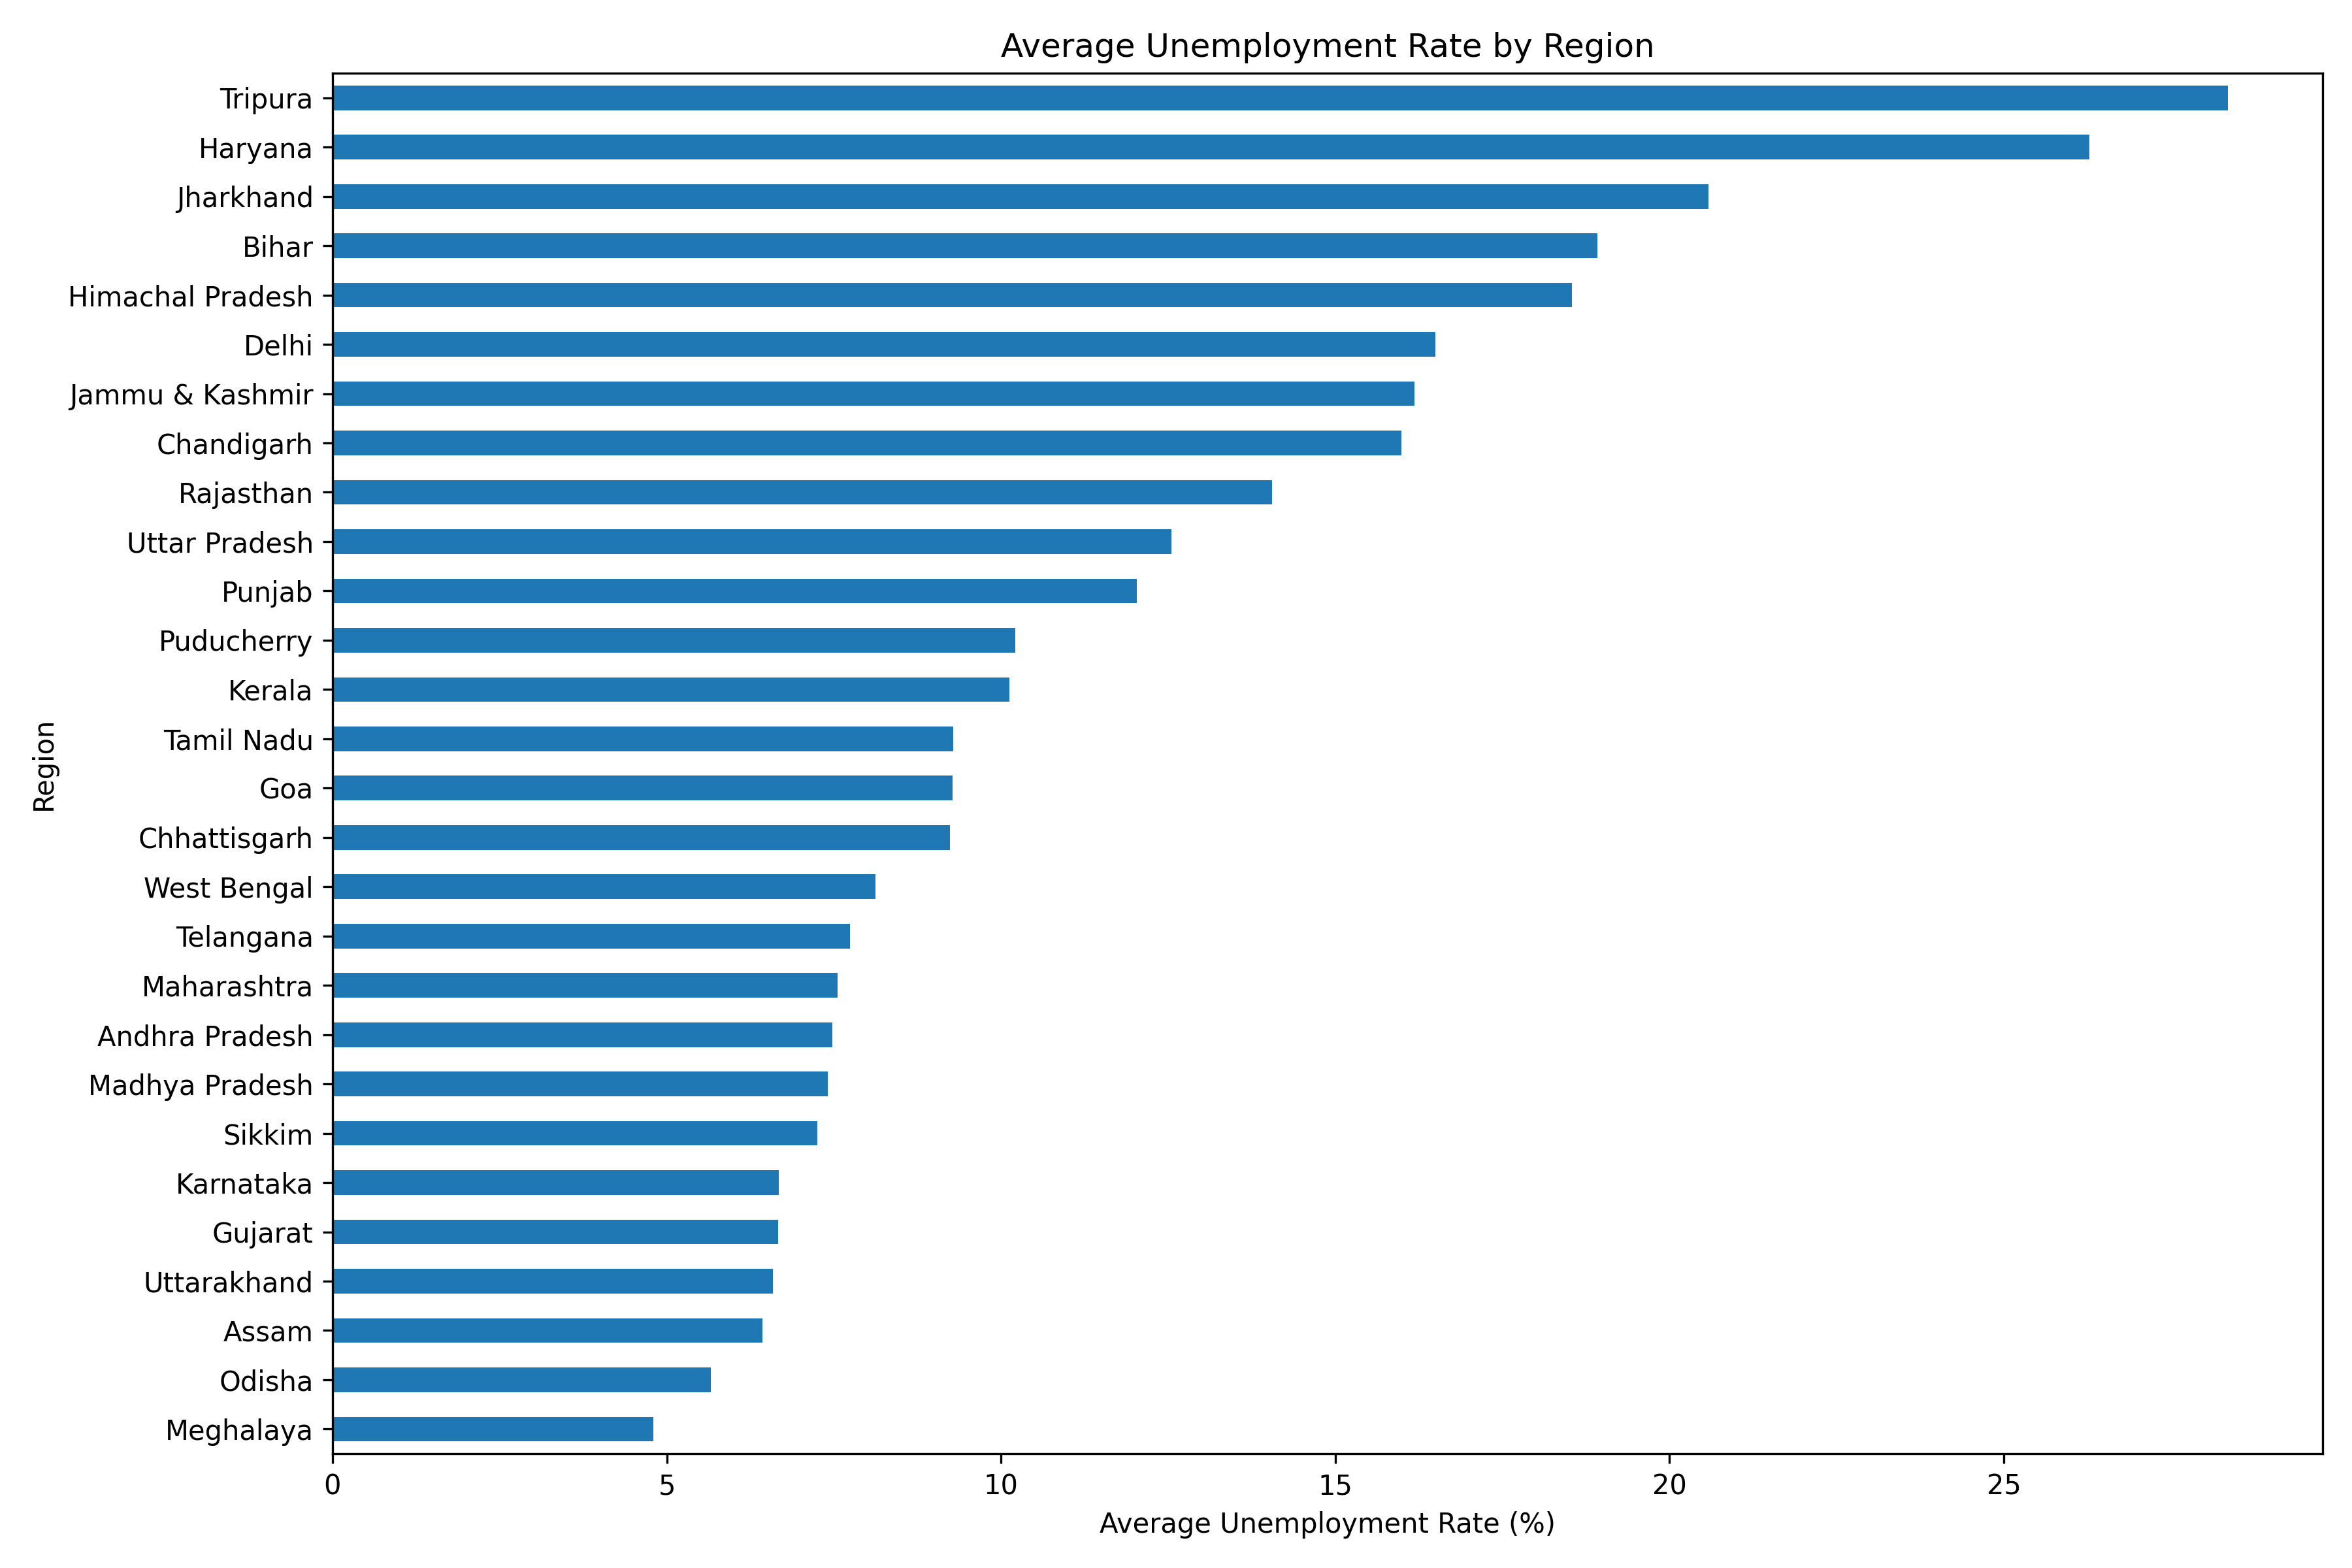 Average Unemployment Rate by Region
Tripura
Haryana
Jharkhand
Bihar
Himachal Pradesh
Delhi
Jammu & Kashmir
Chandigarh
Rajasthan
Uttar Pradesh
Punjab
Puducherry
Kerala
Tamil Nadu
Goa
Chhattisgarh
West Bengal
Telangana
Maharashtra
Andhra Pradesh
Madhya Pradesh
Sikkim
Karnataka
Gujarat
Uttarakhand
Assam
Odisha
Meghalaya
Region
0 5 10 15 20 25
Average Unemployment Rate (%)